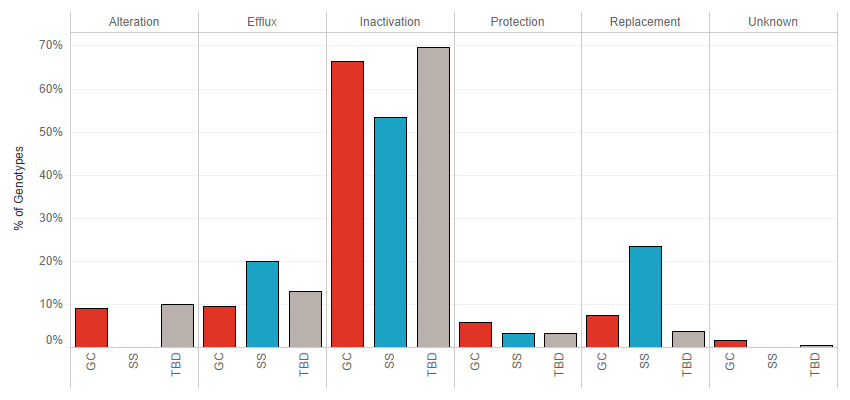 Alteration Efflux Inactivation Protection Replacement Unknown
70%
60%
50%
40%
30%
20%
10%
0%
% of Genotypes
GC SS TBD GC SS TBD GC SS TBD GC SS TBD GC SS TBD GC SS TBD